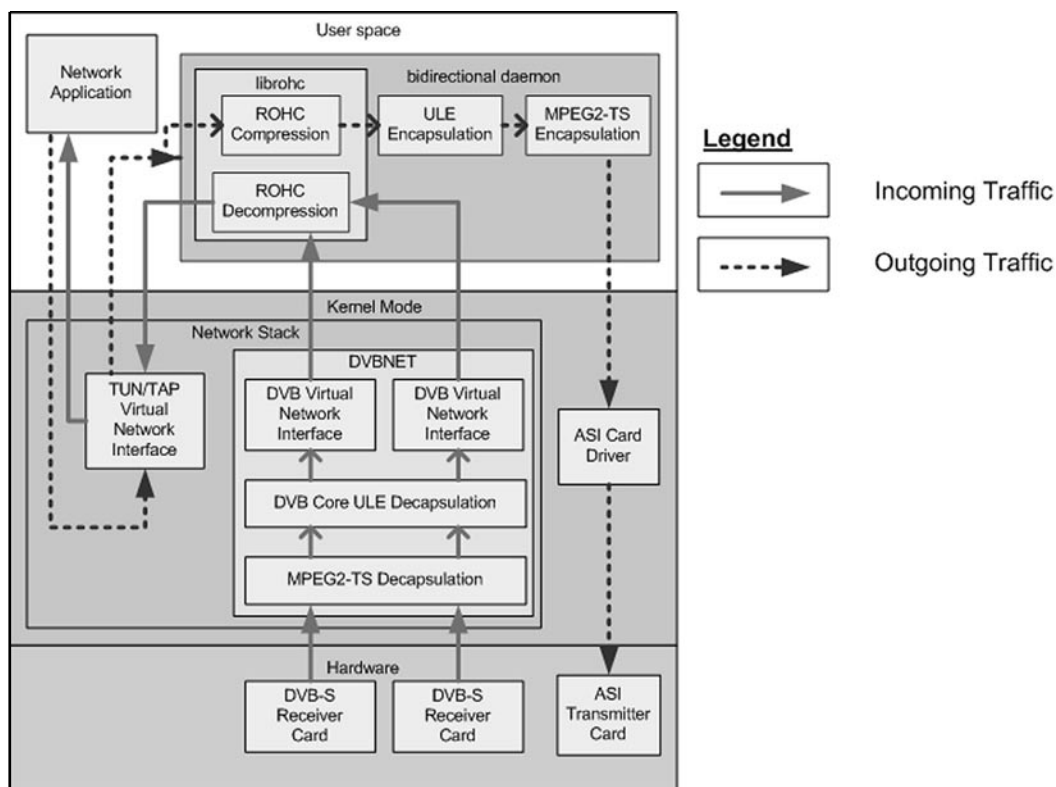 User space
Network
Application
bidirectional daemon
librohc
ROHC
Compression
ULE
Encapsulation
MPEG2-TS
Encapsulation
ROHC
Decompression
Legend
Incoming Traffic
Outgoing Traffic
Kernel Mode
Network Stack
DVBNET
TUN/TAP
Virtual
Network
Interface
DVB Virtual
Network
Interface
DVB Virtual
Network
Interface
ASI Card
Driver
DVB Core ULE Decapsulation
MPEG2-TS Decapsulation
Hardware
DVB-S
Receiver
Card
DVB-S
Receiver
Card
ASI
Transmitter
Card